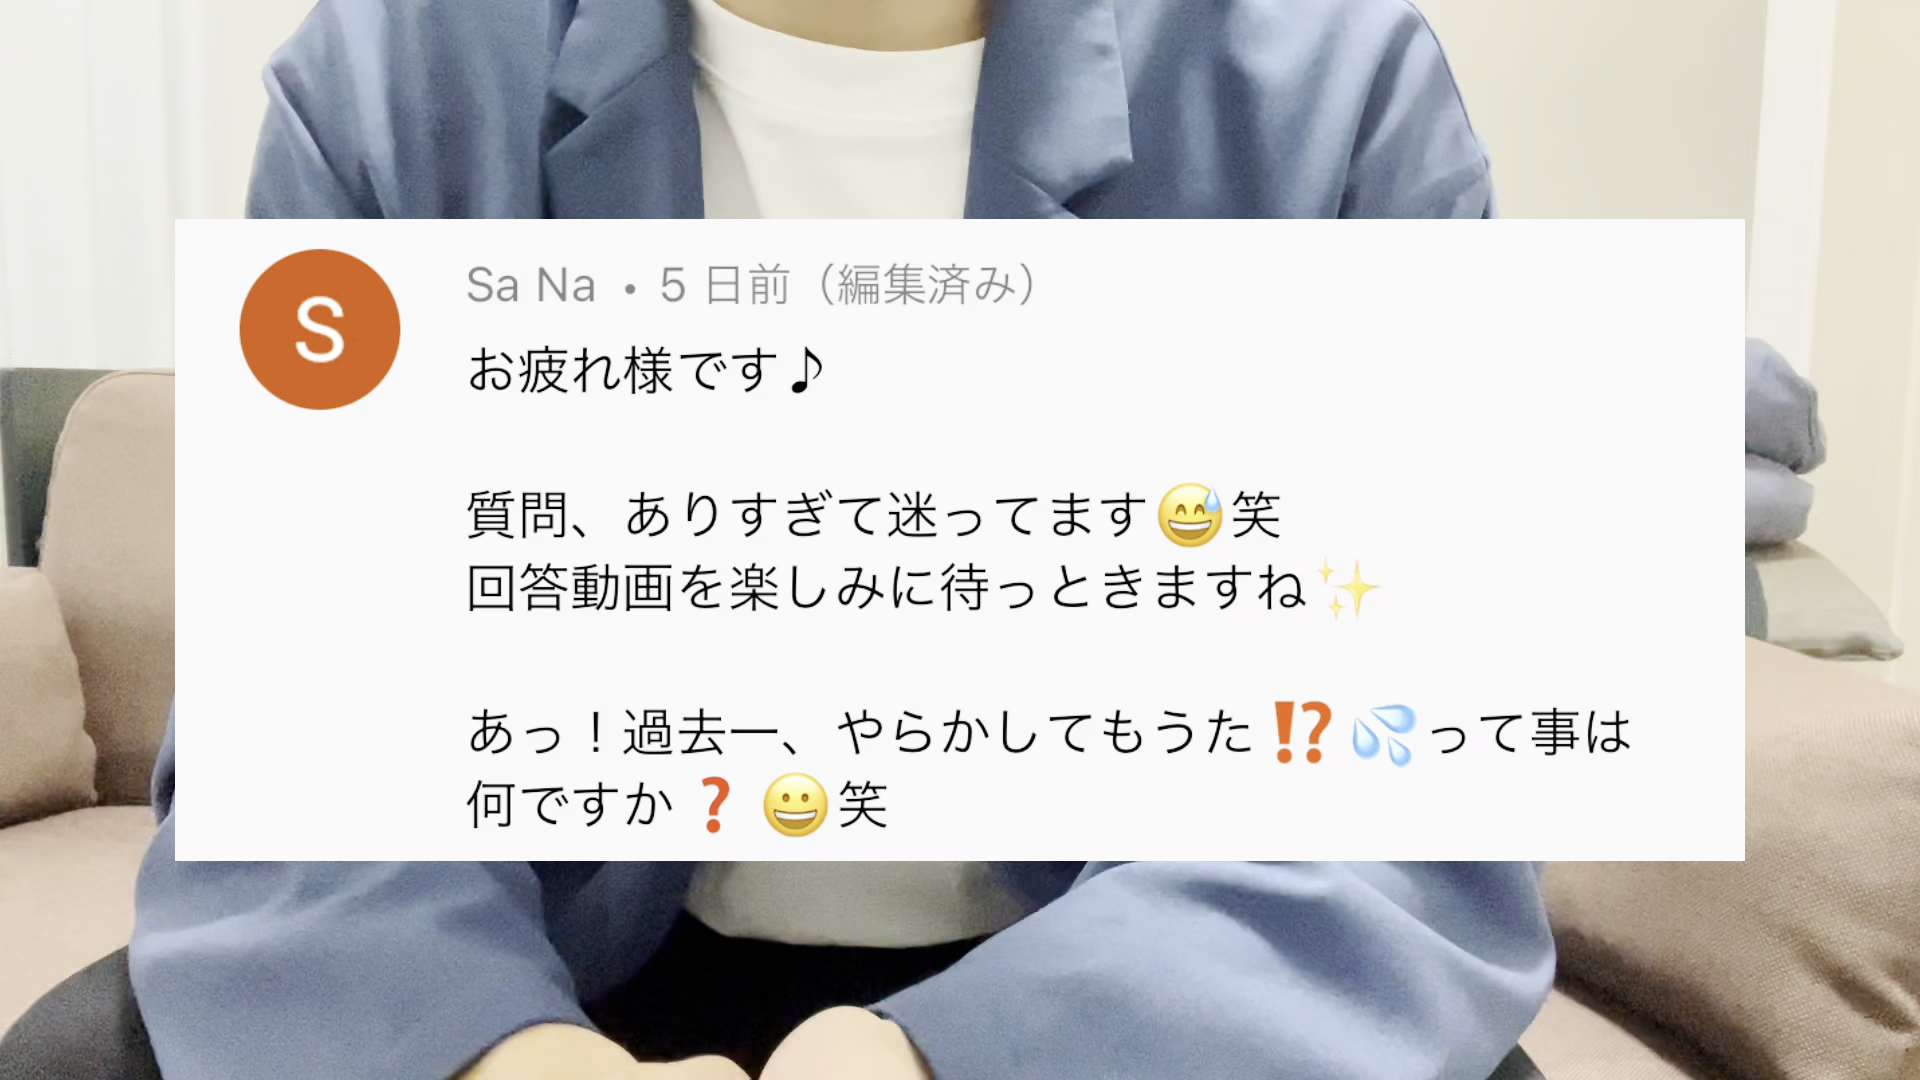 S
Sa Na • 5 日前（編集済み）
お疲れ様です♪
質問、ありすぎて迷ってます😅笑
回答動画を楽しみに待っときますね✨
あっ！過去一、やらかしてもうた⁉️💦って事は
何ですか❓😀笑